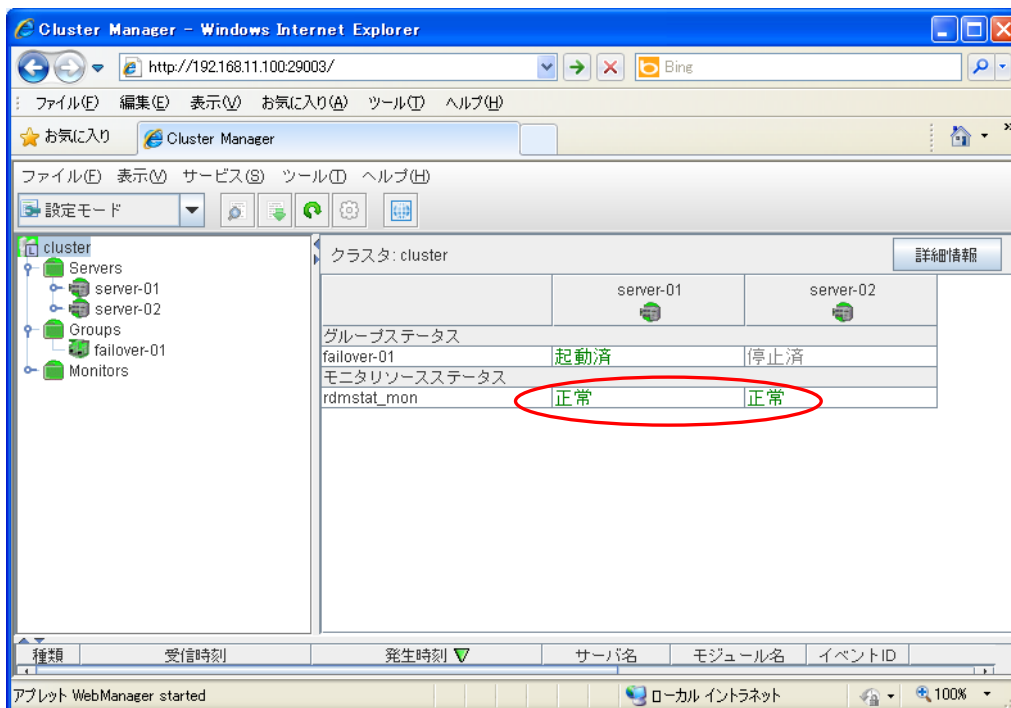 Cluster Manager - Windows Internet Explorer
http://192.168.11.100:29003/
Bing
ファイル(F) 編集(E) 表示(V) お気に入り(A) ツール(T) ヘルプ(H)
お気に入り Cluster Manager
ファイル(F) 表示(V) サービス(S) ツール(T) ヘルプ(H)
設定モード
cluster
Servers
server-01
server-02
Groups
failover-01
Monitors
クラスタ: cluster 詳細情報
server-01 server-02
グループステータス
failover-01 起動済 停止済
モニタリソースステータス
rdmstat_mon 正常 正常
種類 受信時刻 発生時刻 サーバ名 モジュール名 イベントID
アプレット WebManager started ローカル イントラネット 100%